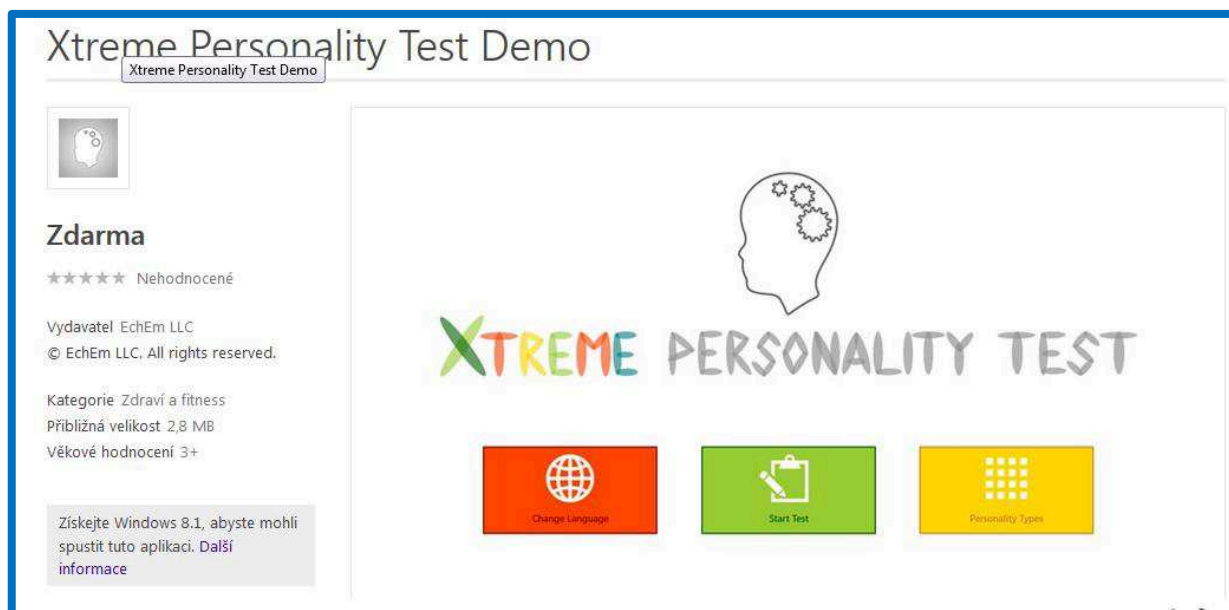 Xtreme Personality Test Demo
Xtreme Personality Test Demo
Zdarma
Nehodnocené
Vydavatel EchEm LLC
© EchEm LLC. All rights reserved.
Kategorie Zdraví a fitness
Přibližná velikost 2,8 MB
Věkové hodnocení 3+
Získejte Windows 8.1, abyste mohli
spustit tuto aplikaci. Další
informace
XTREME PERSONALITY TEST
Change Language
Start Test
Personality Types